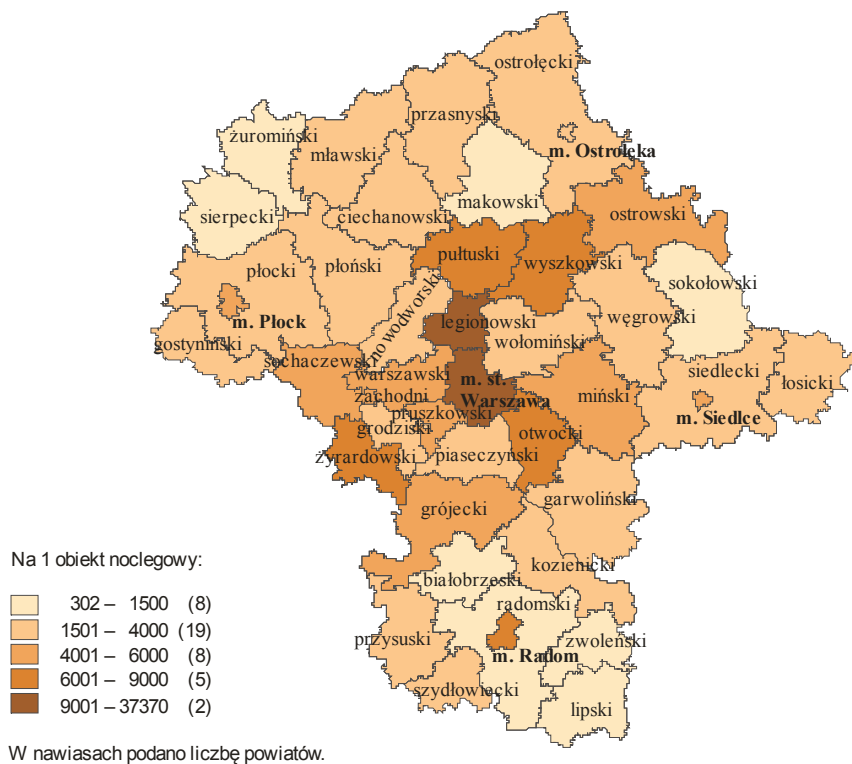 ostrołęcki
przasnyski
żuromiński
mławski
m. Ostrołęka
makowski
sierpecki
ciechanowski
ostrowski
pułtuski
wyszkowski
płocki
płoński
sokołowski
nowodworski
legionowski
węgrowski
m. Płock
wołomiński
gostyniński
sochaczewski
siedlecki
łosicki
warszawski
zachodni
m. st.
Warszawa
miński
pruszkowski
m. Siedlce
grodziski
otwocki
żyrardowski
piaseczyński
garwoliński
grójecki
kozienicki
białobrzeski
radomski
przysuski
zwoleński
m. Radom
szydłowiecki
lipski
Na 1 obiekt noclegowy:
302 – 1500 (8)
1501 – 4000 (19)
4001 – 6000 (8)
6001 – 9000 (5)
9001 – 37370 (2)
W nawiasach podano liczbę powiatów.